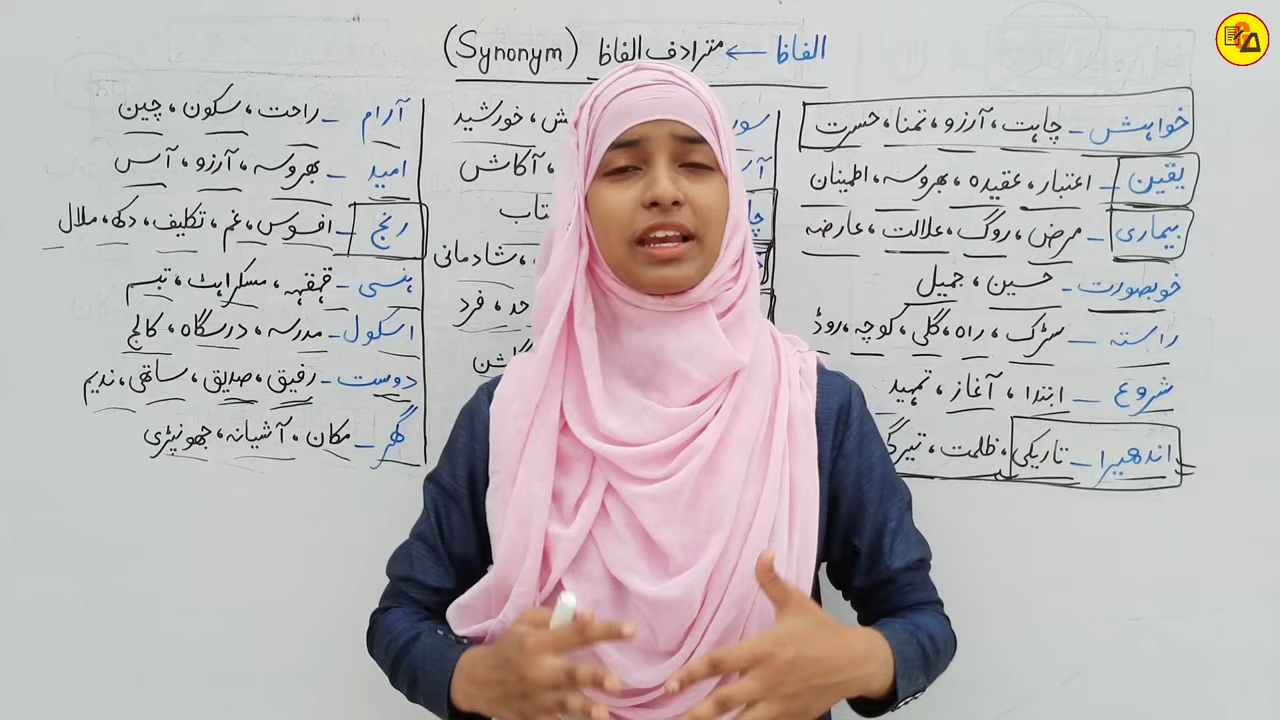 الفاظ ← مترادف الفاظ (Synonym)
خواہش - چاہت، آرزو، تمنا، حسرت
یقین - اعتبار، عقیدہ، بھروسہ، اطمینان
بیماری - مرض، روگ، علالت، عارضہ
خوبصورت - حسین، جمیل
راستہ - سڑک، راہ، گلی، کوچہ، روڈ
شروع - ابتدا، آغاز، تمہید
اندھیرا - تاریکی، ظلمت،
خورشید
، آکاش
، شادمانی
، فرد
آرام - راحت، سکون، چین
امید - بھروسہ، آرزو، آس
رنج - افسوس، غم، تکلیف، دکھ، ملال
ہنسی - قہقہہ، مسکراہٹ، تبسم
اسکول - مدرسہ، درسگاہ، کالج
دوست - رفیق، صدیق، ساتھی، ندیم
گھر - مکان، آشیانہ، جھونپڑی